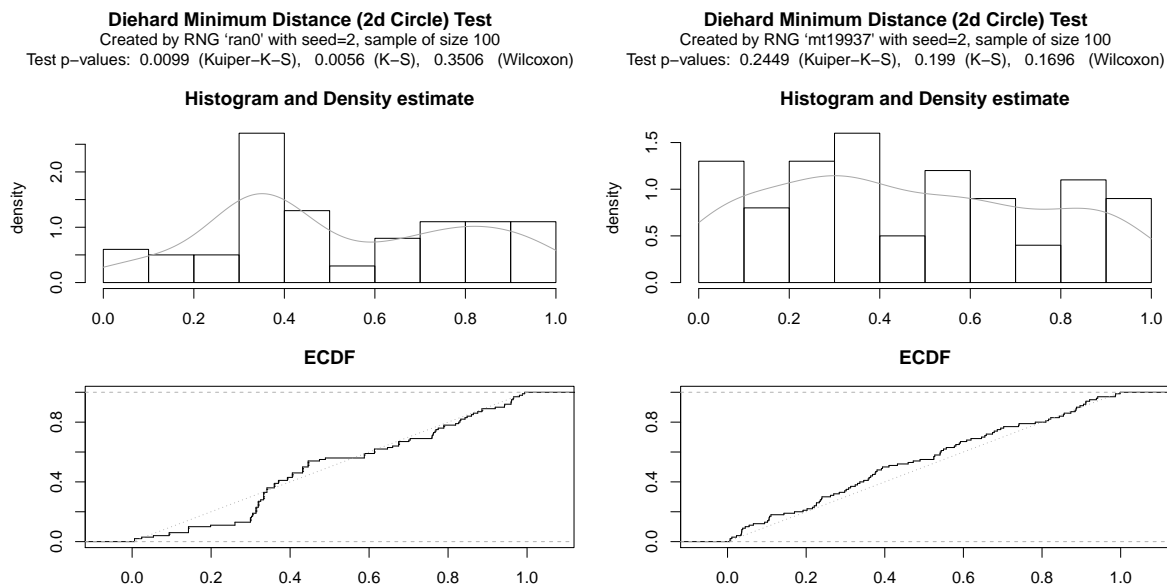 Diehard Minimum Distance (2d Circle) Test
Created by RNG ‘ran0’ with seed=2, sample of size 100
Test p−values: 0.0099 (Kuiper−K−S), 0.0056 (K−S), 0.3506 (Wilcoxon)
Histogram and Density estimate
density
0.0 1.0 2.0
0.0 0.2 0.4 0.6 0.8 1.0
ECDF
0.0 0.4 0.8
0.0 0.2 0.4 0.6 0.8 1.0
Diehard Minimum Distance (2d Circle) Test
Created by RNG ‘mt19937’ with seed=2, sample of size 100
Test p−values: 0.2449 (Kuiper−K−S), 0.199 (K−S), 0.1696 (Wilcoxon)
Histogram and Density estimate
density
0.0 0.5 1.0 1.5
0.0 0.2 0.4 0.6 0.8 1.0
ECDF
0.0 0.4 0.8
0.0 0.2 0.4 0.6 0.8 1.0